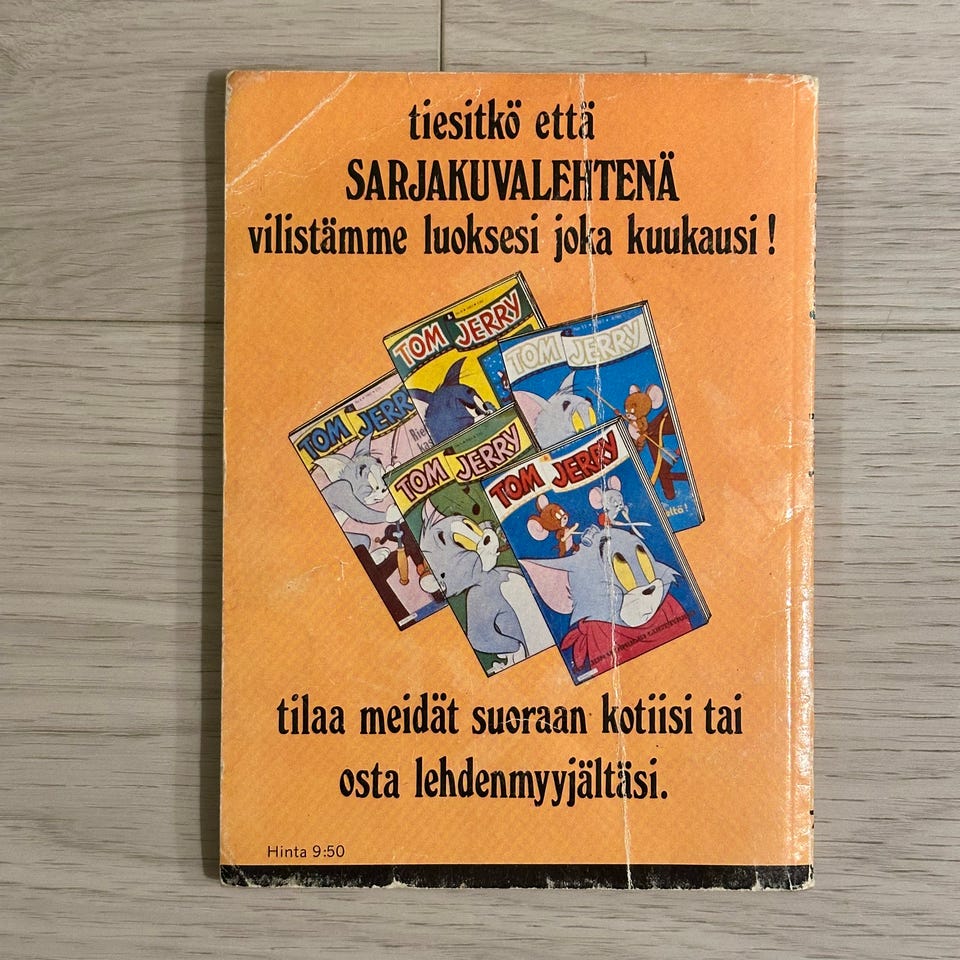 tiesitkö että
SARJAKUVALEHTENÄ
vilistämme luoksesi joka kuukausi !
TOM JERRY
TOM JERRY
TOM JERR
TOM JERRY
TOM JERRY
tilaa meidät suoraan kotiisi tai
osta lehdenmyyjältäsi.
Hinta 9:50